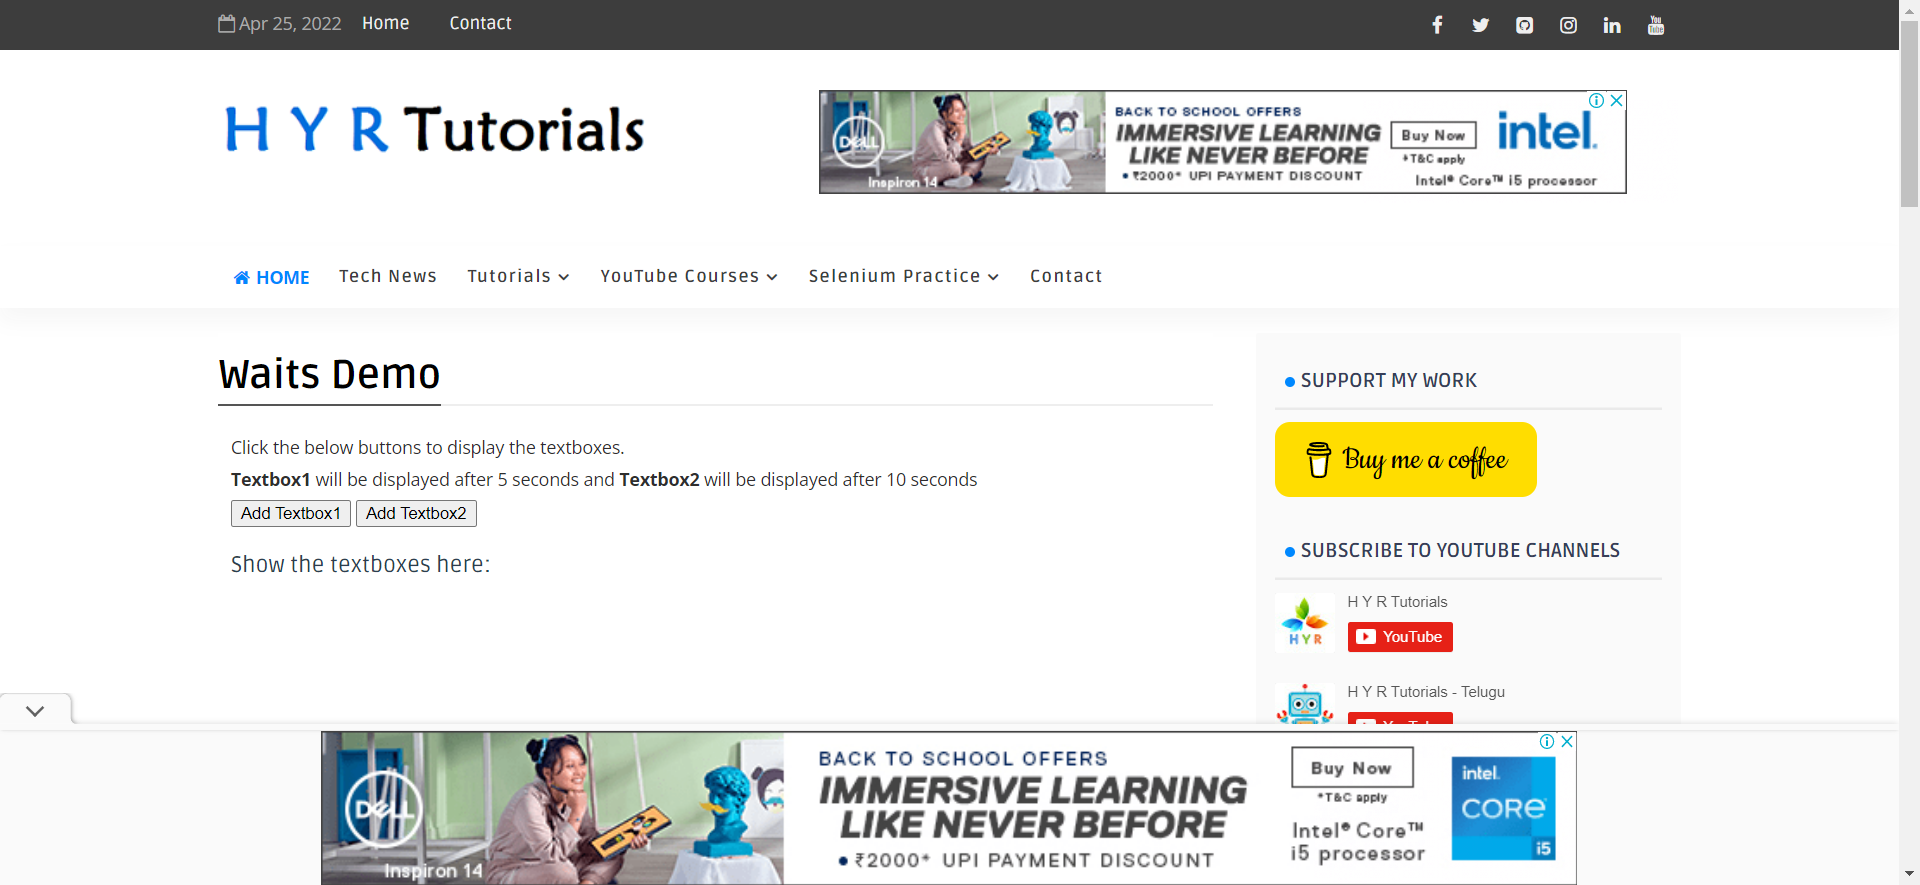 Apr 25, 2022 Home Contact
You Tube
H Y R Tutorials
DELL
Inspiron 14
BACK TO SCHOOL OFFERS
IMMERSIVE LEARNING
LIKE NEVER BEFORE
• ₹2000* UPI PAYMENT DISCOUNT
Buy Now
*T&C apply
intel.
Intel® Core™ i5 processor
HOME Tech News Tutorials YouTube Courses Selenium Practice Contact
Waits Demo
Click the below buttons to display the textboxes.
Textbox1 will be displayed after 5 seconds and Textbox2 will be displayed after 10 seconds
Add Textbox1 Add Textbox2
Show the textboxes here:
SUPPORT MY WORK
Buy me a coffee
SUBSCRIBE TO YOUTUBE CHANNELS
HYR
H Y R Tutorials
YouTube
H Y R Tutorials - Telugu
YouTube
DELL
Inspiron 14
BACK TO SCHOOL OFFERS
IMMERSIVE LEARNING
LIKE NEVER BEFORE
• ₹2000* UPI PAYMENT DISCOUNT
Buy Now
*T&C apply
Intel® Core™
i5 processor
intel.
CORE
i5